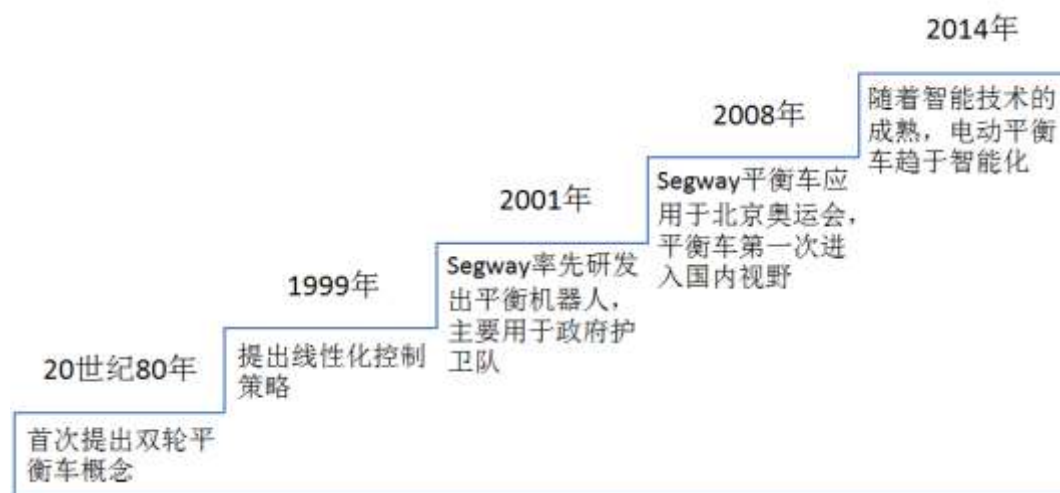 20世纪80年
首次提出双轮平
衡车概念
1999年
提出线性化控制
策略
2001年
Segway率先研发
出平衡机器人，
主要用于政府护
卫队
2008年
Segway平衡车应
用于北京奥运会，
平衡车第一次进
入国内视野
2014年
随着智能技术的
成熟，电动平衡
车趋于智能化